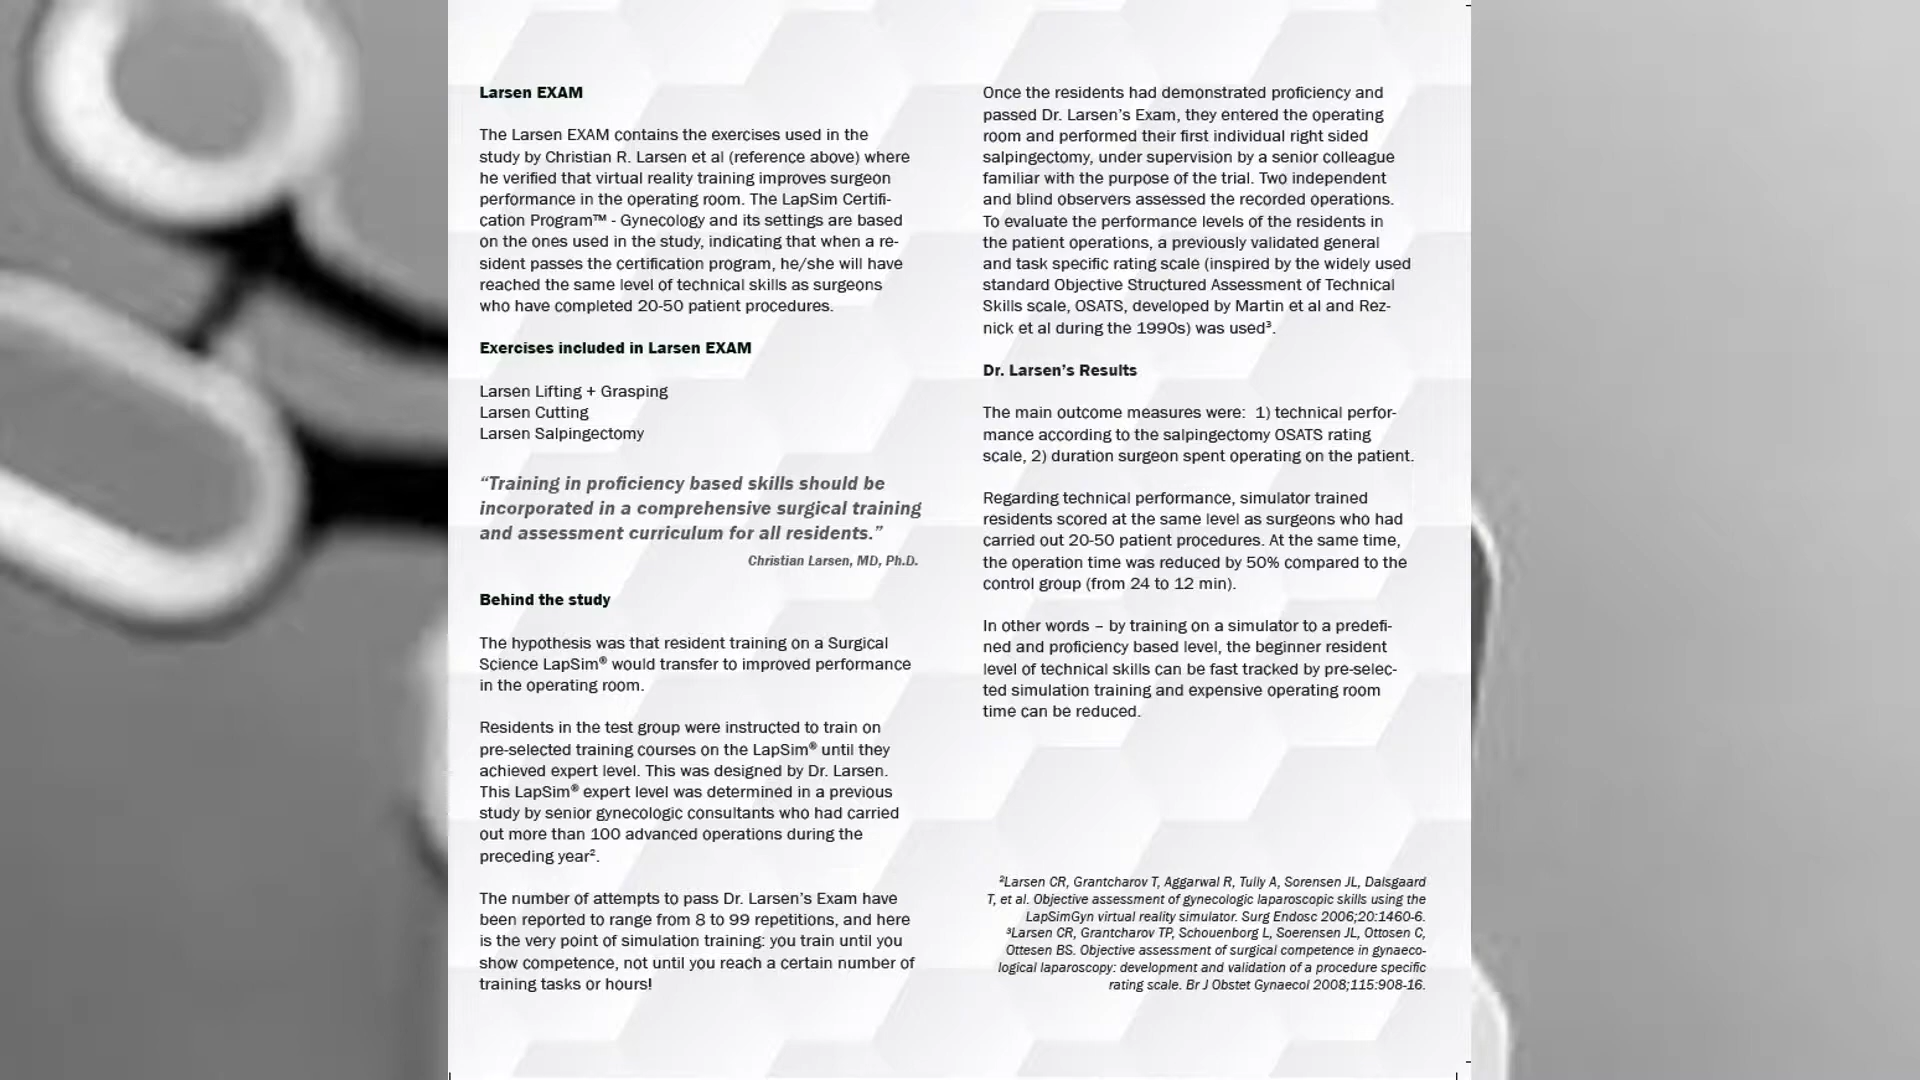 Larsen EXAM
The Larsen EXAM contains the exercises used in the
study by Christian R. Larsen et al (reference above) where
he verified that virtual reality training improves surgeon
performance in the operating room. The LapSim Certifi-
cation Program™ - Gynecology and its settings are based
on the ones used in the study, indicating that when a re-
sident passes the certification program, he/she will have
reached the same level of technical skills as surgeons
who have completed 20-50 patient procedures.
Exercises included in Larsen EXAM
Larsen Lifting + Grasping
Larsen Cutting
Larsen Salpingectomy
“Training in proficiency based skills should be
incorporated in a comprehensive surgical training
and assessment curriculum for all residents.”
Christian Larsen, MD, Ph.D.
Behind the study
The hypothesis was that resident training on a Surgical
Science LapSim® would transfer to improved performance
in the operating room.
Residents in the test group were instructed to train on
pre-selected training courses on the LapSim® until they
achieved expert level. This was designed by Dr. Larsen.
This LapSim® expert level was determined in a previous
study by senior gynecologic consultants who had carried
out more than 100 advanced operations during the
preceding year².
The number of attempts to pass Dr. Larsen’s Exam have
been reported to range from 8 to 99 repetitions, and here
is the very point of simulation training: you train until you
show competence, not until you reach a certain number of
training tasks or hours!
Once the residents had demonstrated proficiency and
passed Dr. Larsen’s Exam, they entered the operating
room and performed their first individual right sided
salpingectomy, under supervision by a senior colleague
familiar with the purpose of the trial. Two independent
and blind observers assessed the recorded operations.
To evaluate the performance levels of the residents in
the patient operations, a previously validated general
and task specific rating scale (inspired by the widely used
standard Objective Structured Assessment of Technical
Skills scale, OSATS, developed by Martin et al and Rez-
nick et al during the 1990s) was used³.
Dr. Larsen’s Results
The main outcome measures were:  1) technical perfor-
mance according to the salpingectomy OSATS rating
scale, 2) duration surgeon spent operating on the patient.
Regarding technical performance, simulator trained
residents scored at the same level as surgeons who had
carried out 20-50 patient procedures. At the same time,
the operation time was reduced by 50% compared to the
control group (from 24 to 12 min).
In other words – by training on a simulator to a predefi-
ned and proficiency based level, the beginner resident
level of technical skills can be fast tracked by pre-selec-
ted simulation training and expensive operating room
time can be reduced.
²Larsen CR, Grantcharov T, Aggarwal R, Tully A, Sorensen JL, Dalsgaard
T, et al. Objective assessment of gynecologic laparoscopic skills using the
LapSimGyn virtual reality simulator. Surg Endosc 2006;20:1460-6.
³Larsen CR, Grantcharov TP, Schouenborg L, Soerensen JL, Ottosen C,
Ottesen BS. Objective assessment of surgical competence in gynaeco-
logical laparoscopy: development and validation of a procedure specific
rating scale. Br J Obstet Gynaecol 2008;115:908-16.